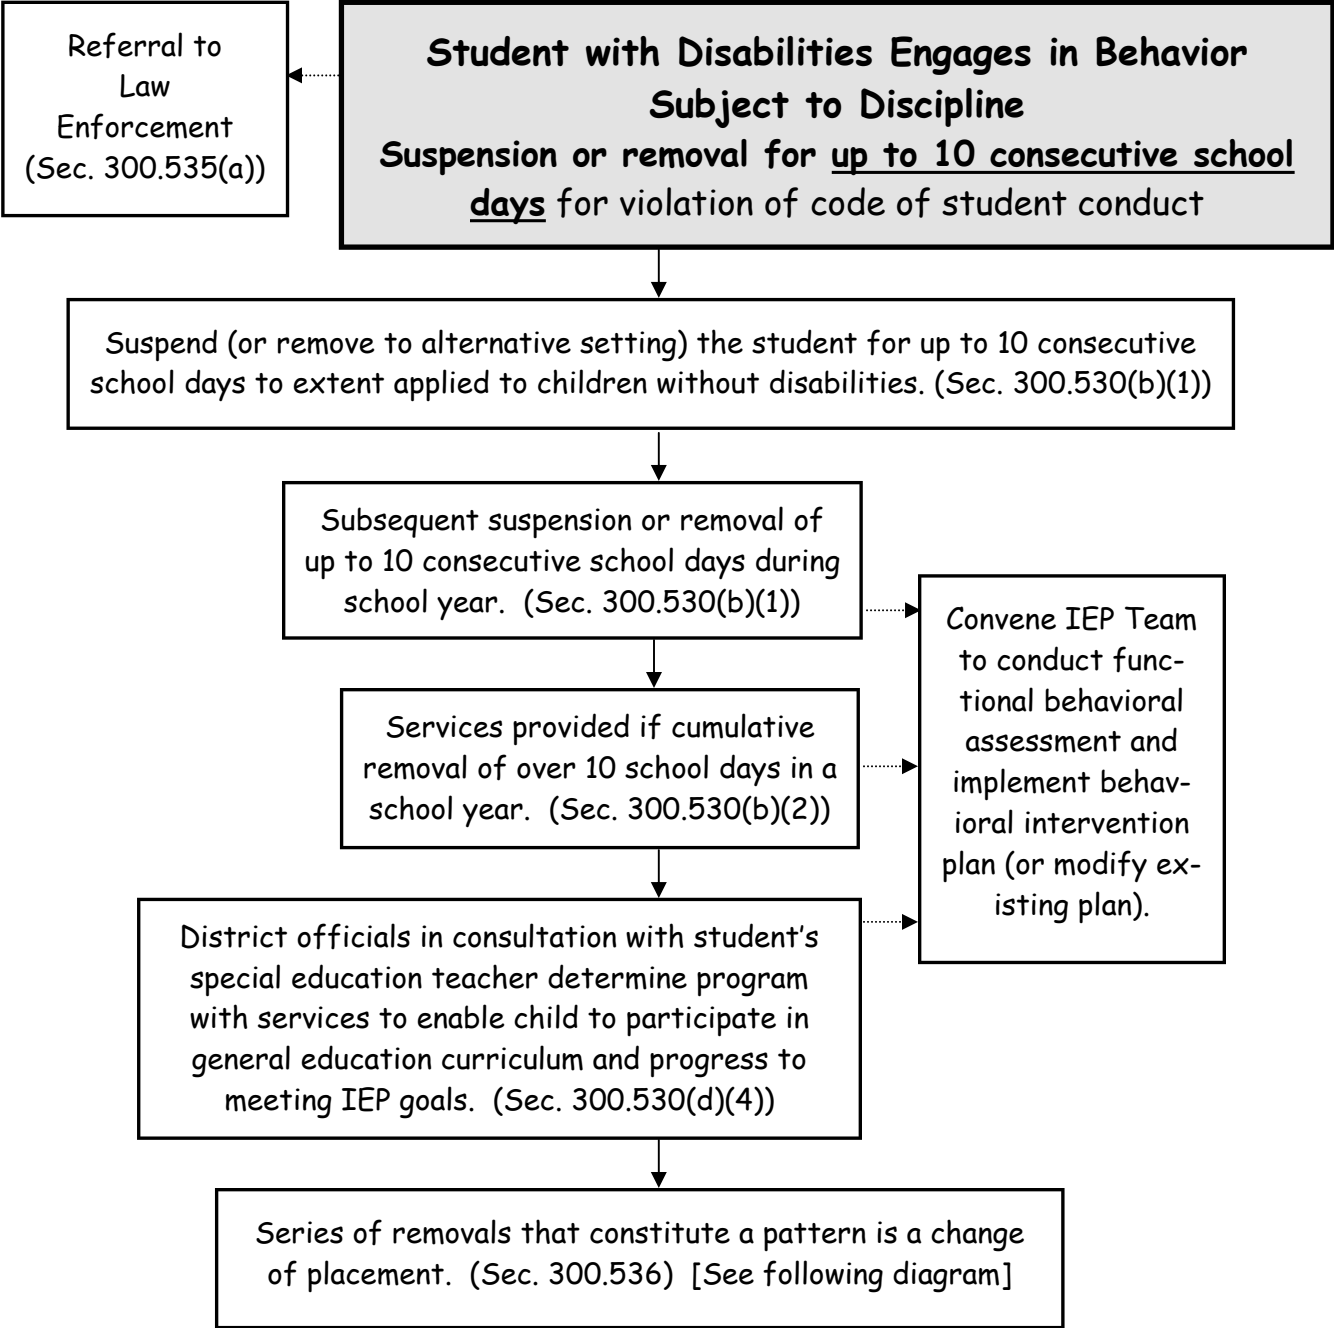 Referral to
Law
Enforcement
(Sec. 300.535(a))
Student with Disabilities Engages in Behavior
Subject to Discipline
Suspension or removal for up to 10 consecutive school
days for violation of code of student conduct
Suspend (or remove to alternative setting) the student for up to 10 consecutive
school days to extent applied to children without disabilities. (Sec. 300.530(b)(1))
Subsequent suspension or removal of
up to 10 consecutive school days during
school year. (Sec. 300.530(b)(1))
Convene IEP Team
to conduct func-
tional behavioral
assessment and
implement behav-
ioral intervention
plan (or modify ex-
isting plan).
Services provided if cumulative
removal of over 10 school days in a
school year. (Sec. 300.530(b)(2))
District officials in consultation with student's
special education teacher determine program
with services to enable child to participate in
general education curriculum and progress to
meeting IEP goals. (Sec. 300.530(d)(4))
Series of removals that constitute a pattern is a change
of placement. (Sec. 300.536) [See following diagram]